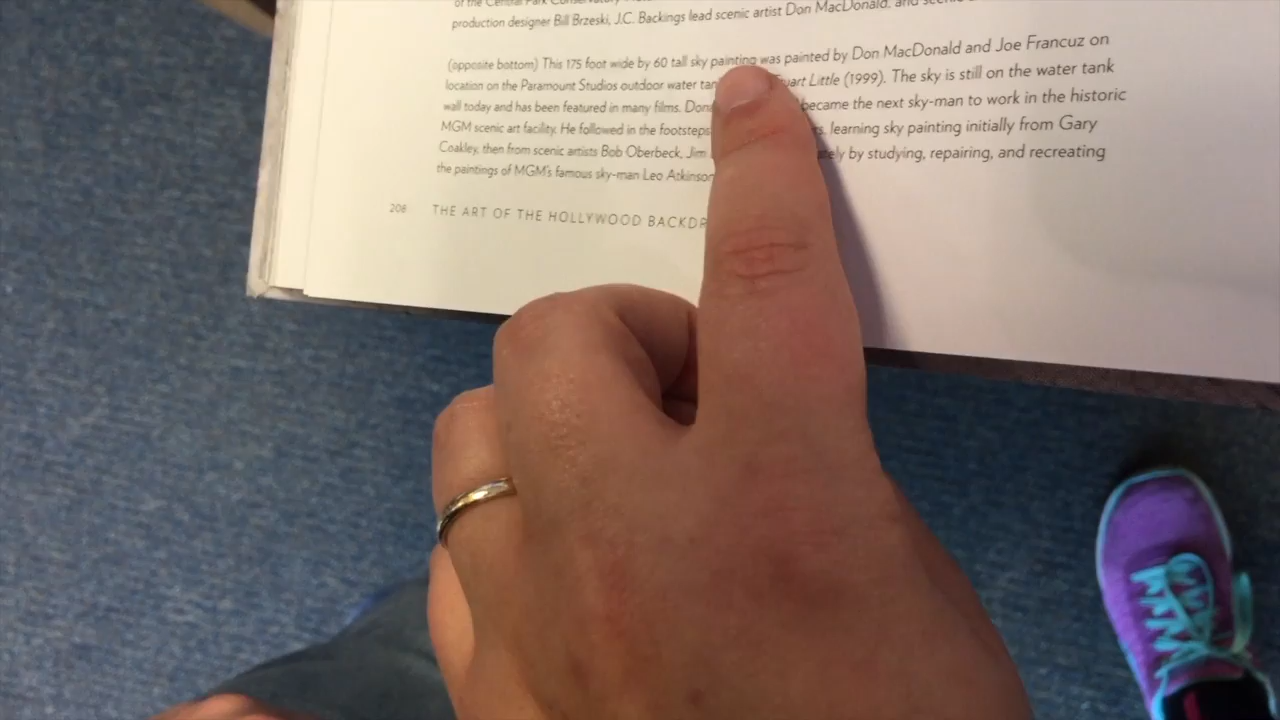 of the Central Park Conservatory
production designer Bill Brzeski, J.C. Backings lead scenic artist Don MacDonald, and
(opposite bottom) This 175 foot wide by 60 tall sky painting was painted by Don MacDonald and Joe Francuz on
location on the Paramount Studios outdoor water tan uart Little (1999). The sky is still on the water tank
wall today and has been featured in many films. Don became the next sky-man to work in the historic
MGM scenic art facility. He followed in the footsteps s, learning sky painting initially from Gary
Coakley, then from scenic artists Bob Oberbeck, Jim ely by studying, repairing, and recreating
the paintings of MGM's famous sky-man Leo Atkinson
206 THE ART OF THE HOLLYWOOD BACKDR